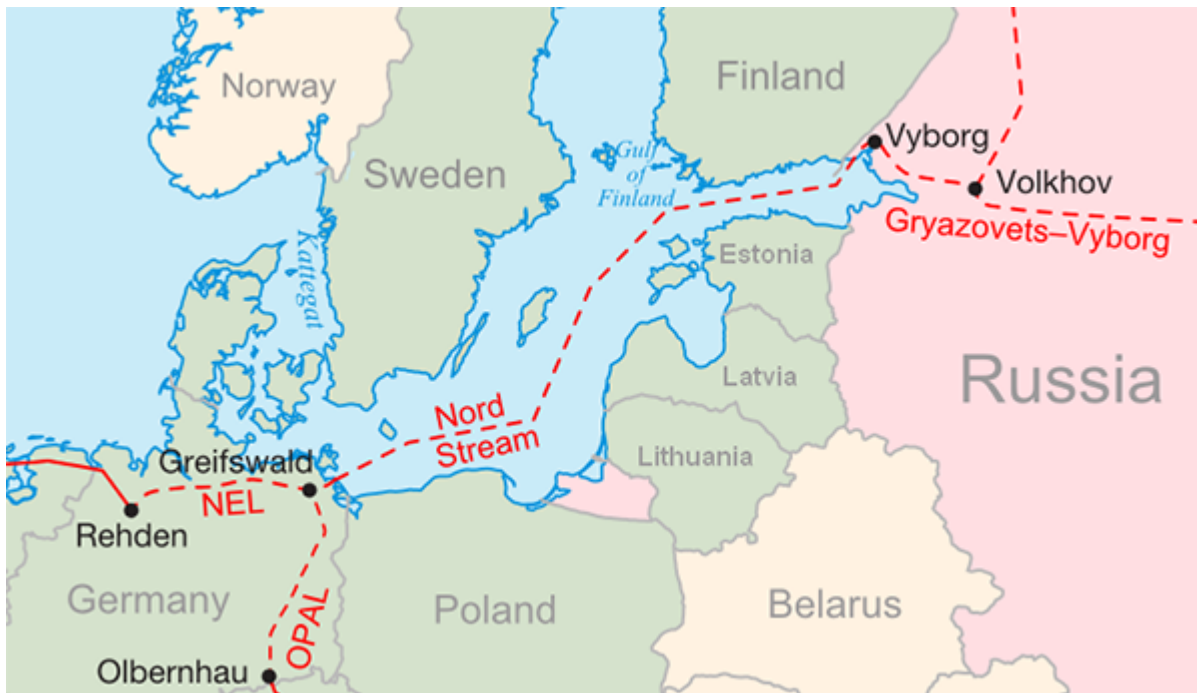 Norway
Finland
Sweden
Gulf
of
Finland
Vyborg
Volkhov
Gryazovets–Vyborg
Kattegat
Estonia
Russia
Latvia
Nord
Stream
Lithuania
Greifswald
NEL
Rehden
Germany
Poland
Belarus
OPAL
Olbernhau